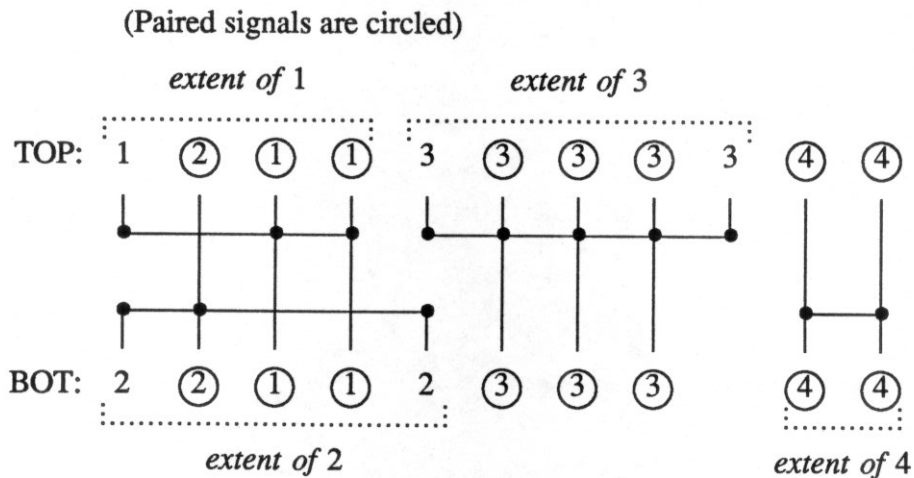 (Paired signals are circled)
extent of 1 extent of 3
TOP: 1 2 1 1 3 3 3 3 3 4 4
BOT: 2 2 1 1 2 3 3 3 4 4
extent of 2 extent of 4